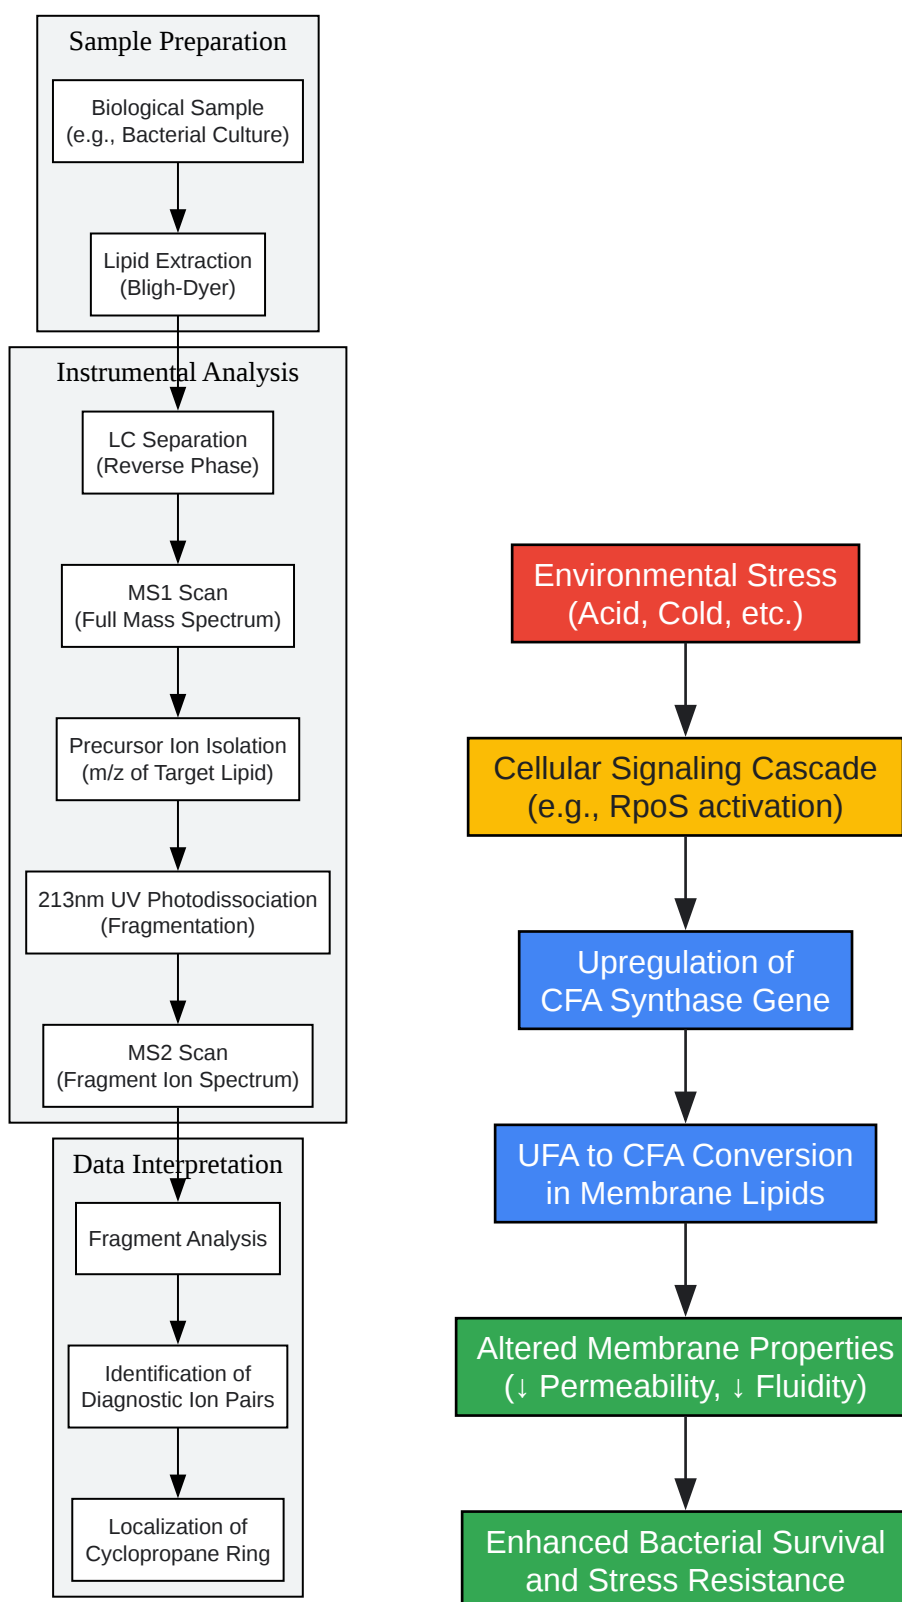 Sample Preparation
Biological Sample
(e.g., Bacterial Culture)
Lipid Extraction
(Bligh-Dyer)
Instrumental Analysis
LC Separation
(Reverse Phase)
MS1 Scan
(Full Mass Spectrum)
Precursor Ion Isolation
(m/z of Target Lipid)
213nm UV Photodissociation
(Fragmentation)
MS2 Scan
(Fragment Ion Spectrum)
Data Interpretation
Fragment Analysis
Identification of
Diagnostic Ion Pairs
Localization of
Cyclopropane Ring
Environmental Stress
(Acid, Cold, etc.)
Cellular Signaling Cascade
(e.g., RpoS activation)
Upregulation of
CFA Synthase Gene
UFA to CFA Conversion
in Membrane Lipids
Altered Membrane Properties
(↓ Permeability, ↓ Fluidity)
Enhanced Bacterial Survival
and Stress Resistance